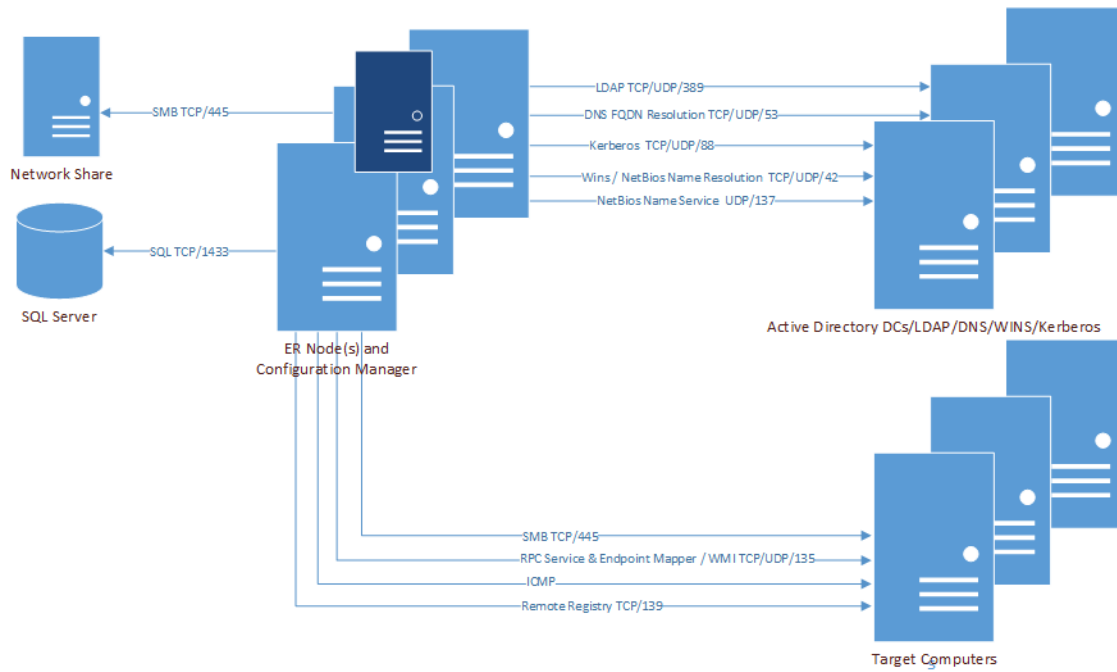 SMB TCP/445
Network Share
SQL TCP/1433
SQL Server
ER Node(s) and
Configuration Manager
LDAP TCP/UDP/389
DNS FQDN Resolution TCP/UDP/53
Kerberos TCP/UDP/88
Wins / NetBios Name Resolution TCP/UDP/42
NetBios Name Service UDP/137
Active Directory DCs/LDAP/DNS/WINS/Kerberos
SMB TCP/445
RPC Service & Endpoint Mapper / WMI TCP/UDP/135
ICMP
Remote Registry TCP/139
Target Computers